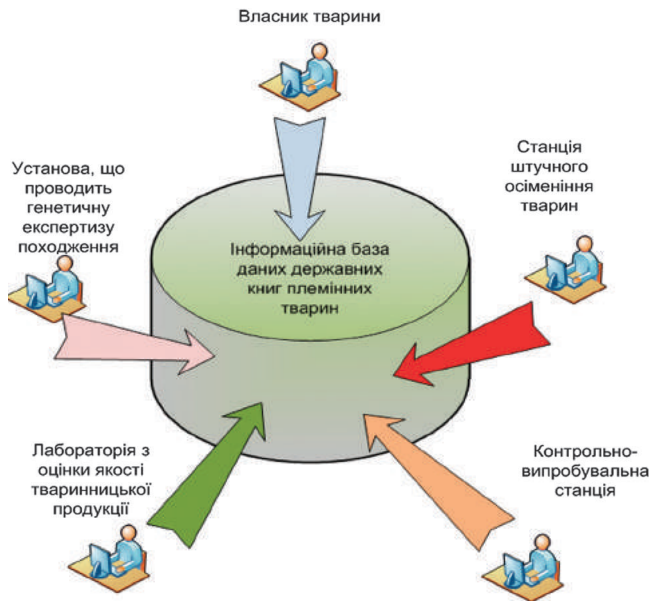 Власник тварини
Установа, що
проводить
генетичну
експертизу
походження
Станція
штучного
осіменіння
тварин
Інформаційна база
даних державних
книг племінних
тварин
Лабораторія з
оцінки якості
тваринницької
продукції
Контрольно-
випробувальна
станція